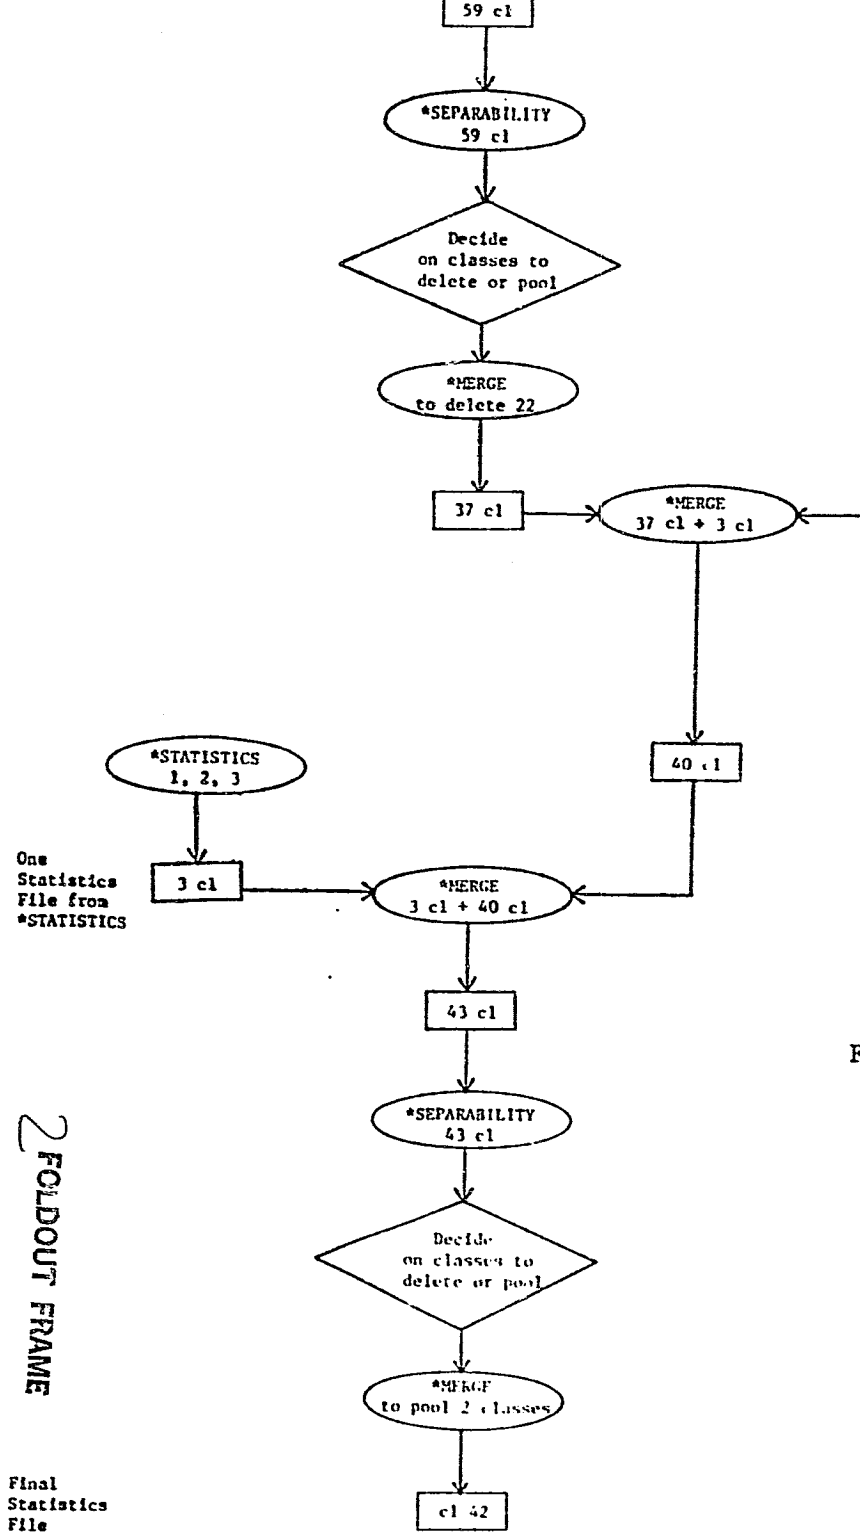 59 cl
*SEPARABILITY
59 cl
Decide
on classes to
delete or pool
*MERGE
to delete 22
37 cl
*MERGE
37 cl + 3 cl
40 cl
*STATISTICS
1, 2, 3
One
Statistics
File from
*STATISTICS
3 cl
*MERGE
3 cl + 40 cl
43 cl
F
*SEPARABILITY
43 cl
2 FOLDOUT FRAME
Decide
on classes to
delete or pool
*MERGE
to pool 2 classes
Final
Statistics
File
cl 42